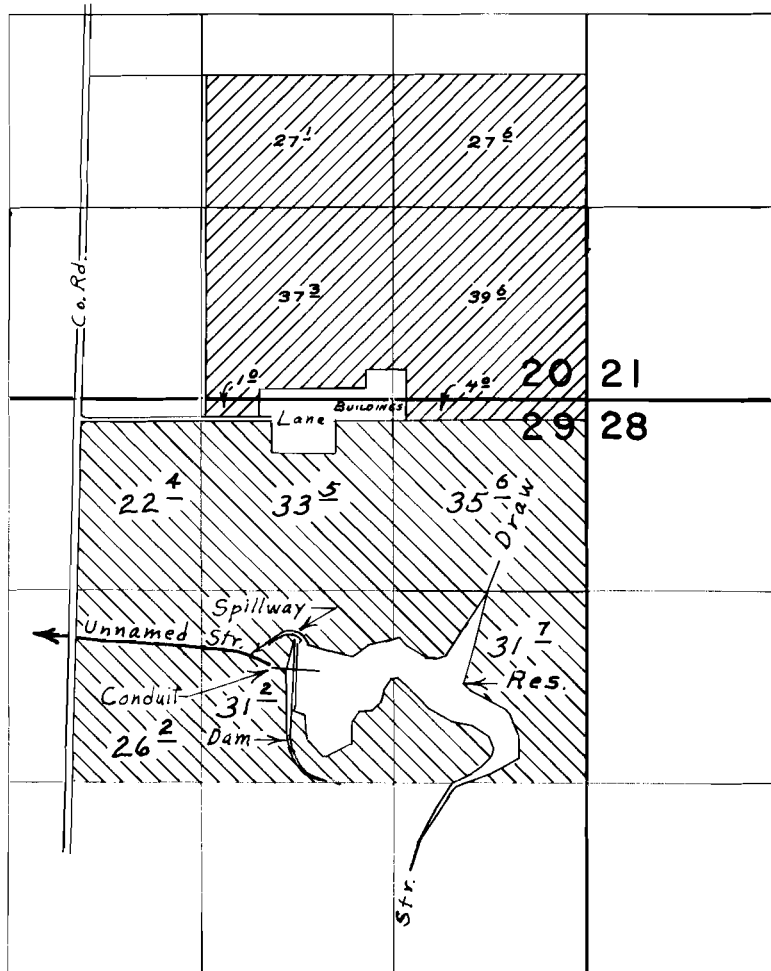 27 1
27 6
Co. Rd.
37 3
39 6
1 0
4 0
20 21
BUILDINGS
Lane
29 28
22 4
33 5
35 6
Draw
Spillway
Unnamed Str.
31 7
Res.
Conduit
31 2
26 2
Dam
Str.